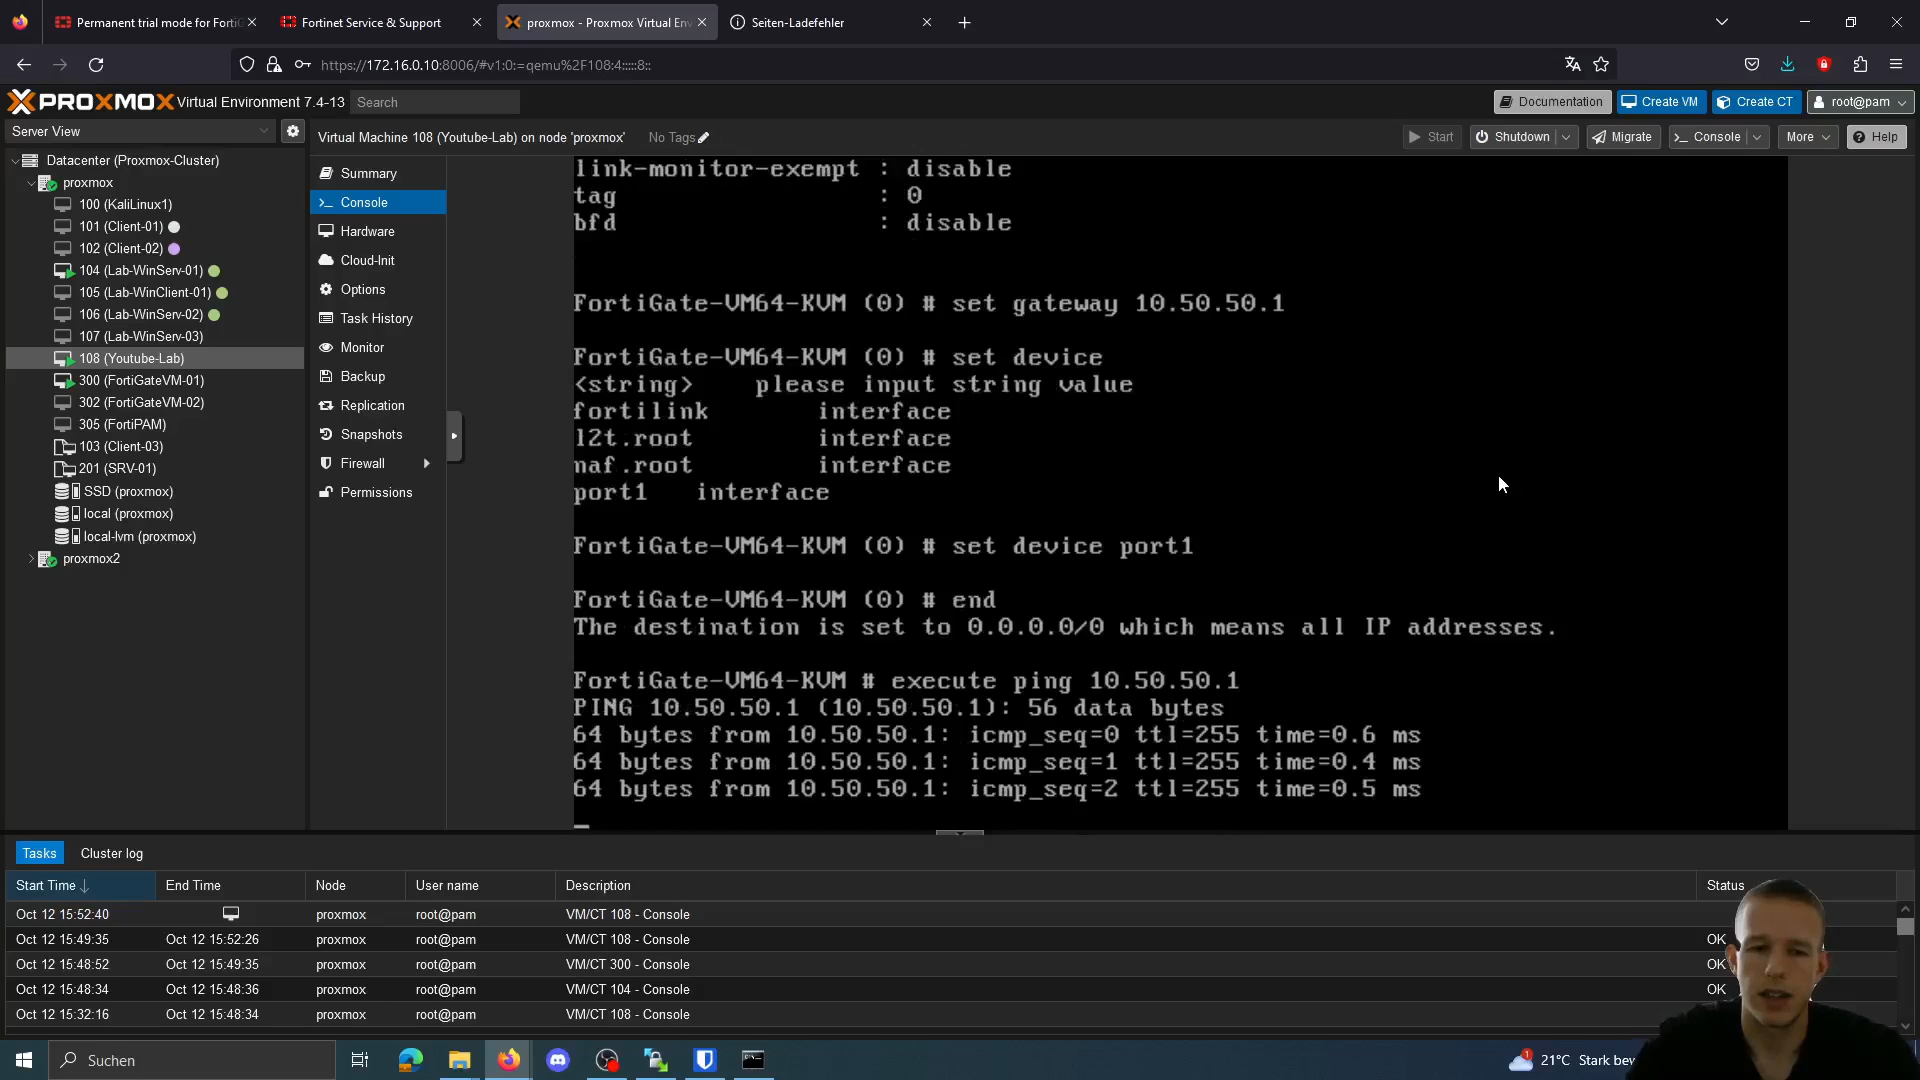 Permanent trial mode for FortiG
Fortinet Service & Support
proxmox - Proxmox Virtual Env
Seiten-Ladefehler
https://172.16.0.10:8006/#v1:0:=qemu%2F108:4:::::8::
PROXMOX Virtual Environment 7.4-13
Search
Documentation
Create VM
Create CT
root@pam
Server View
Virtual Machine 108 (Youtube-Lab) on node 'proxmox'
No Tags
Start
Shutdown
Migrate
Console
More
Help
Datacenter (Proxmox-Cluster)
proxmox
100 (KaliLinux1)
101 (Client-01)
102 (Client-02)
104 (Lab-WinServ-01)
105 (Lab-WinClient-01)
106 (Lab-WinServ-02)
107 (Lab-WinServ-03)
108 (Youtube-Lab)
300 (FortiGateVM-01)
302 (FortiGateVM-02)
305 (FortiPAM)
103 (Client-03)
201 (SRV-01)
SSD (proxmox)
local (proxmox)
local-lvm (proxmox)
proxmox2
Summary
Console
Hardware
Cloud-Init
Options
Task History
Monitor
Backup
Replication
Snapshots
Firewall
Permissions
link-monitor-exempt : disable
tag : 0
bfd : disable
FortiGate-VM64-KVM (0) # set gateway 10.50.50.1
FortiGate-VM64-KVM (0) # set device
<string> please input string value
fortilink interface
l2t.root interface
naf.root interface
port1 interface
FortiGate-VM64-KVM (0) # set device port1
FortiGate-VM64-KVM (0) # end
The destination is set to 0.0.0.0/0 which means all IP addresses.
FortiGate-VM64-KVM # execute ping 10.50.50.1
PING 10.50.50.1 (10.50.50.1): 56 data bytes
64 bytes from 10.50.50.1: icmp_seq=0 ttl=255 time=0.6 ms
64 bytes from 10.50.50.1: icmp_seq=1 ttl=255 time=0.4 ms
64 bytes from 10.50.50.1: icmp_seq=2 ttl=255 time=0.5 ms
Tasks
Cluster log
Start Time End Time Node User name Description Status
Oct 12 15:52:40 proxmox root@pam VM/CT 108 - Console
Oct 12 15:49:35 Oct 12 15:52:26 proxmox root@pam VM/CT 108 - Console OK
Oct 12 15:48:52 Oct 12 15:49:35 proxmox root@pam VM/CT 300 - Console OK
Oct 12 15:48:34 Oct 12 15:48:36 proxmox root@pam VM/CT 104 - Console OK
Oct 12 15:32:16 Oct 12 15:48:34 proxmox root@pam VM/CT 108 - Console
Suchen
1
21°C Stark bew